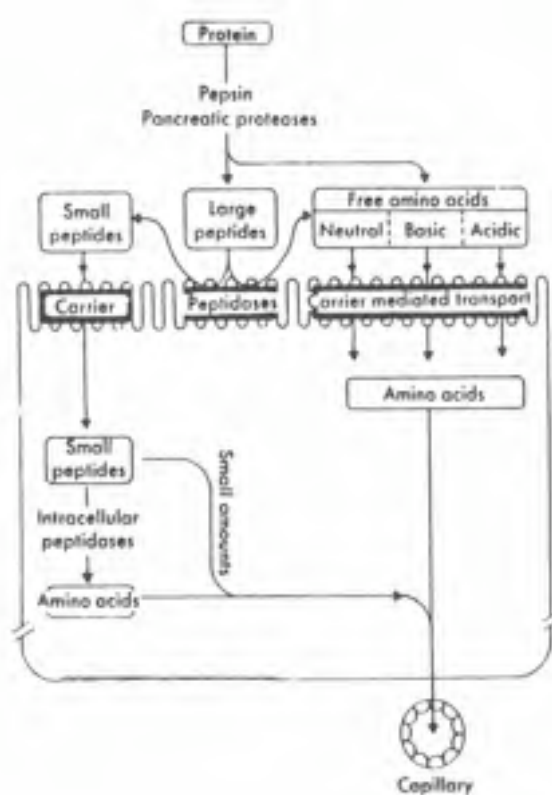 Protein
Pepsin
Pancreatic proteases
Small
peptides
Large
peptides
Free amino acids
Neutral Basic Acidic
Carrier
Peptidases
Carrier mediated transport
Amino acids
Small
peptides
Small amounts
Intracellular
peptidases
Amino acids
Capillary